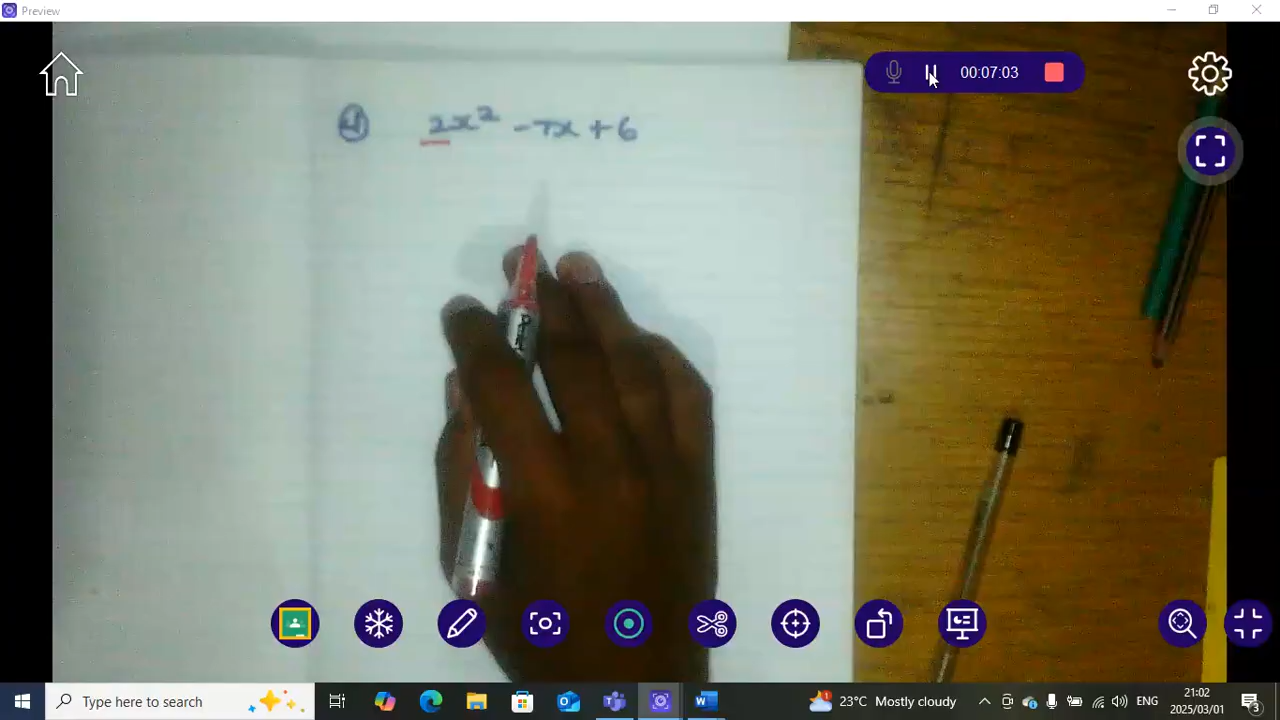 Preview
00:07:03
④ 2x² -7x +6
Type here to search
23°C Mostly cloudy
ENG
21:02
2025/03/01
3